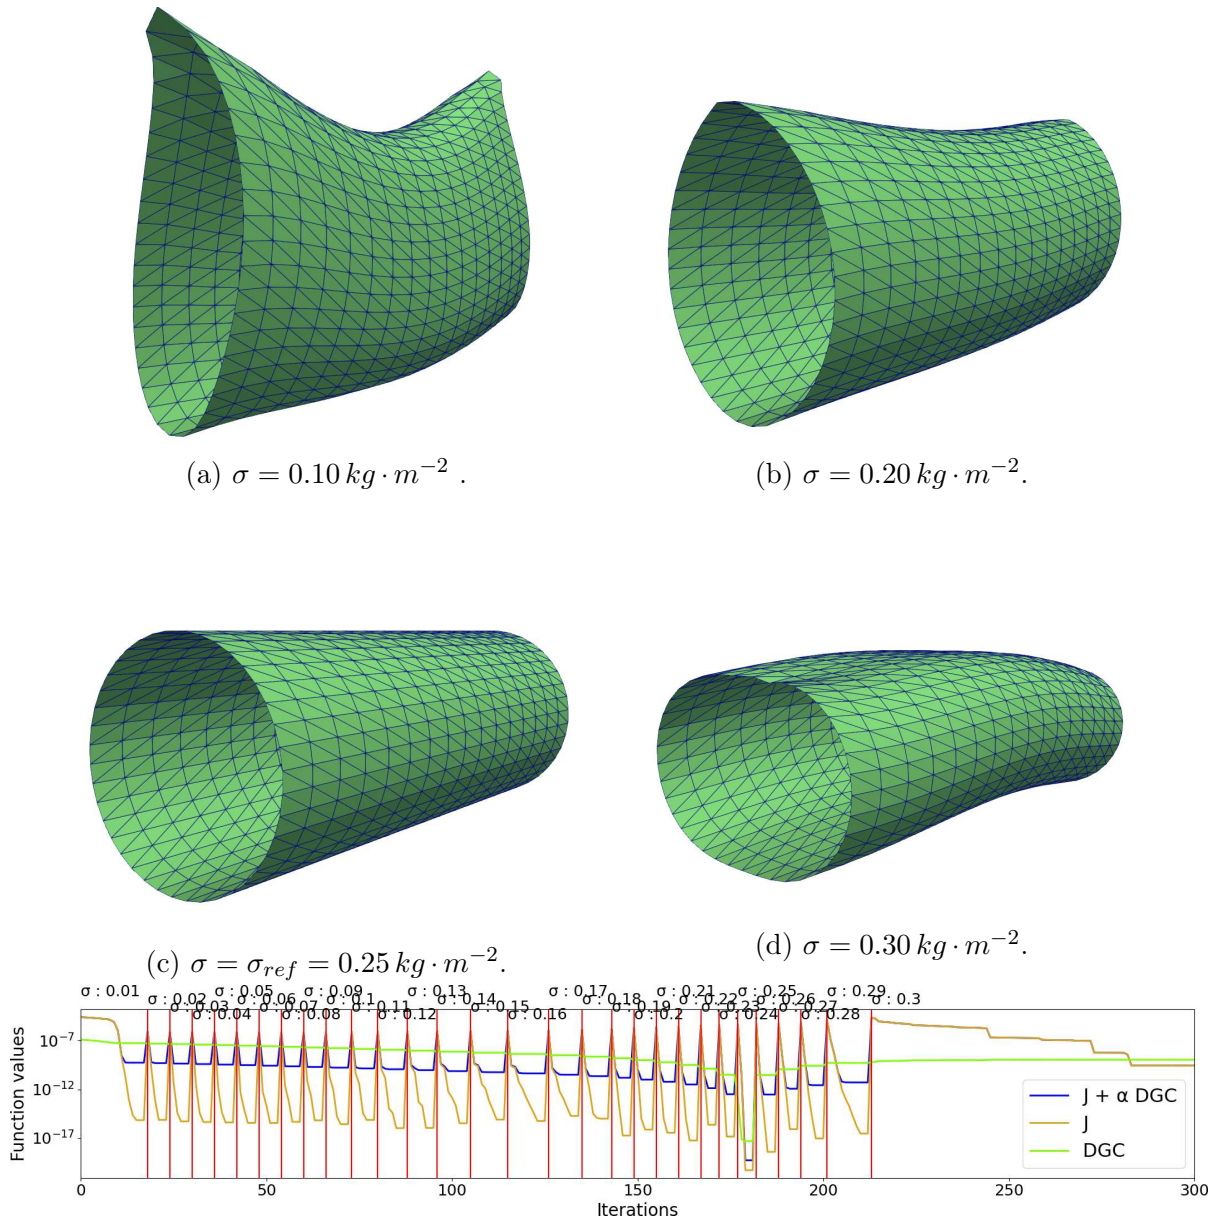 (a) σ = 0.10 kg · m⁻² .
(b) σ = 0.20 kg · m⁻².
(c) σ = σ_ref = 0.25 kg · m⁻².
(d) σ = 0.30 kg · m⁻².
σ : 0.01 σ : 0.05 σ : 0.09 σ : 0.13 σ : 0.17 σ : 0.21 σ : 0.25 σ : 0.29
σ : 0.02 σ : 0.06 σ : 0.1 σ : 0.14 σ : 0.18 σ : 0.22 σ : 0.26 σ : 0.3
σ : 0.03 σ : 0.07 σ : 0.11 σ : 0.15 σ : 0.19 σ : 0.23 σ : 0.27
σ : 0.04 σ : 0.08 σ : 0.12 σ : 0.16 σ : 0.2 σ : 0.24 σ : 0.28
Function values
10⁻⁷
10⁻¹²
10⁻¹⁷
J + α DGC
J
DGC
0 50 100 150 200 250 300
Iterations